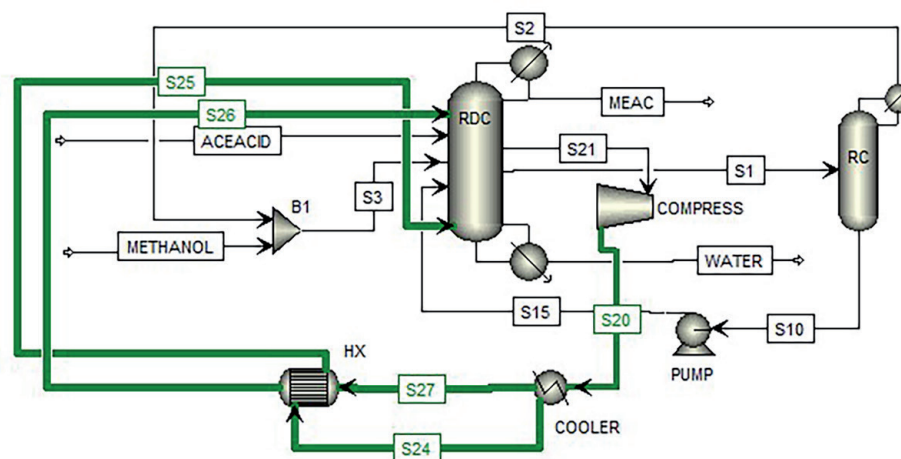 S2
S25
S26
RDC
MEAC
ACEACID
S21
S1
RC
S3
B1
COMPRESS
METHANOL
WATER
S15
S20
S10
HX
PUMP
S27
COOLER
S24